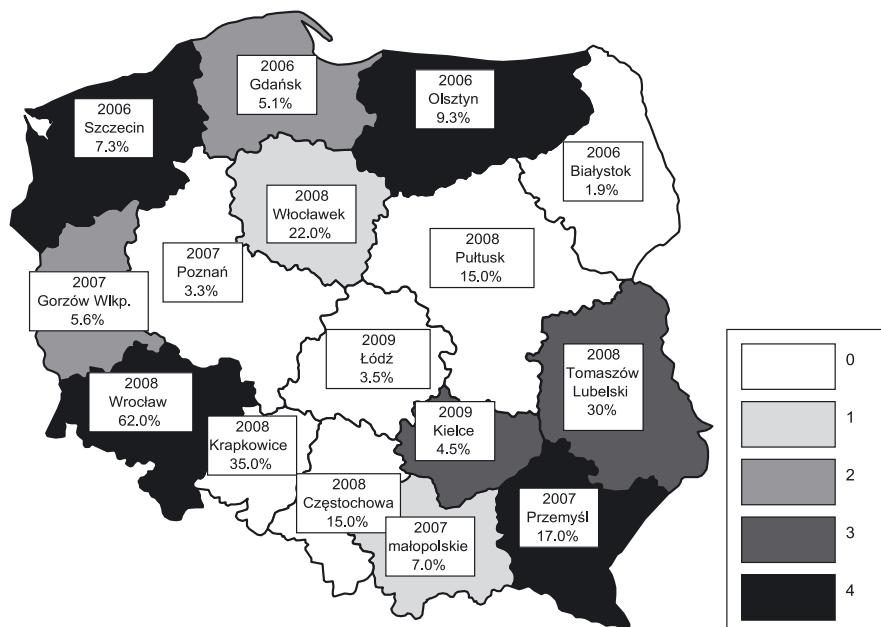 2006
Gdańsk
5.1%
2006
Olsztyn
9.3%
2006
Szczecin
7.3%
2006
Białystok
1.9%
2008
Włocławek
22.0%
2007
Poznań
3.3%
2008
Pułtusk
15.0%
2007
Gorzów Wlkp.
5.6%
2009
Łódź
3.5%
2008
Tomaszów
Lubelski
30%
2008
Wrocław
62.0%
2009
Kielce
4.5%
2008
Krapkowice
35.0%
2008
Częstochowa
15.0%
2007
Przemyśl
17.0%
2007
małopolskie
7.0%
0
1
2
3
4